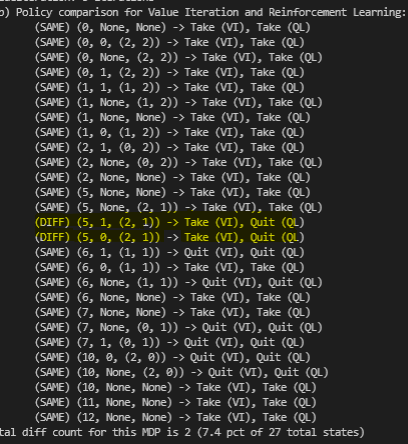 o) Policy comparison for Value Iteration and Reinforcement Learning:
(SAME) (0, None, None) -> Take (VI), Take (QL)
(SAME) (0, 0, (2, 2)) -> Take (VI), Take (QL)
(SAME) (0, None, (2, 2)) -> Take (VI), Take (QL)
(SAME) (0, 1, (2, 2)) -> Take (VI), Take (QL)
(SAME) (1, 1, (1, 2)) -> Take (VI), Take (QL)
(SAME) (1, None, (1, 2)) -> Take (VI), Take (QL)
(SAME) (1, None, None) -> Take (VI), Take (QL)
(SAME) (1, 0, (1, 2)) -> Take (VI), Take (QL)
(SAME) (2, 1, (0, 2)) -> Take (VI), Take (QL)
(SAME) (2, None, (0, 2)) -> Take (VI), Take (QL)
(SAME) (2, None, None) -> Take (VI), Take (QL)
(SAME) (5, None, None) -> Take (VI), Take (QL)
(SAME) (5, None, (2, 1)) -> Take (VI), Take (QL)
(DIFF) (5, 1, (2, 1)) -> Take (VI), Quit (QL)
(DIFF) (5, 0, (2, 1)) -> Take (VI), Quit (QL)
(SAME) (6, 1, (1, 1)) -> Quit (VI), Quit (QL)
(SAME) (6, 0, (1, 1)) -> Take (VI), Take (QL)
(SAME) (6, None, (1, 1)) -> Quit (VI), Quit (QL)
(SAME) (6, None, None) -> Take (VI), Take (QL)
(SAME) (7, None, None) -> Take (VI), Take (QL)
(SAME) (7, None, (0, 1)) -> Quit (VI), Quit (QL)
(SAME) (7, 1, (0, 1)) -> Quit (VI), Quit (QL)
(SAME) (10, 0, (2, 0)) -> Quit (VI), Quit (QL)
(SAME) (10, None, (2, 0)) -> Quit (VI), Quit (QL)
(SAME) (10, None, None) -> Take (VI), Take (QL)
(SAME) (11, None, None) -> Take (VI), Take (QL)
(SAME) (12, None, None) -> Take (VI), Take (QL)
tal diff count for this MDP is 2 (7.4 pct of 27 total states)